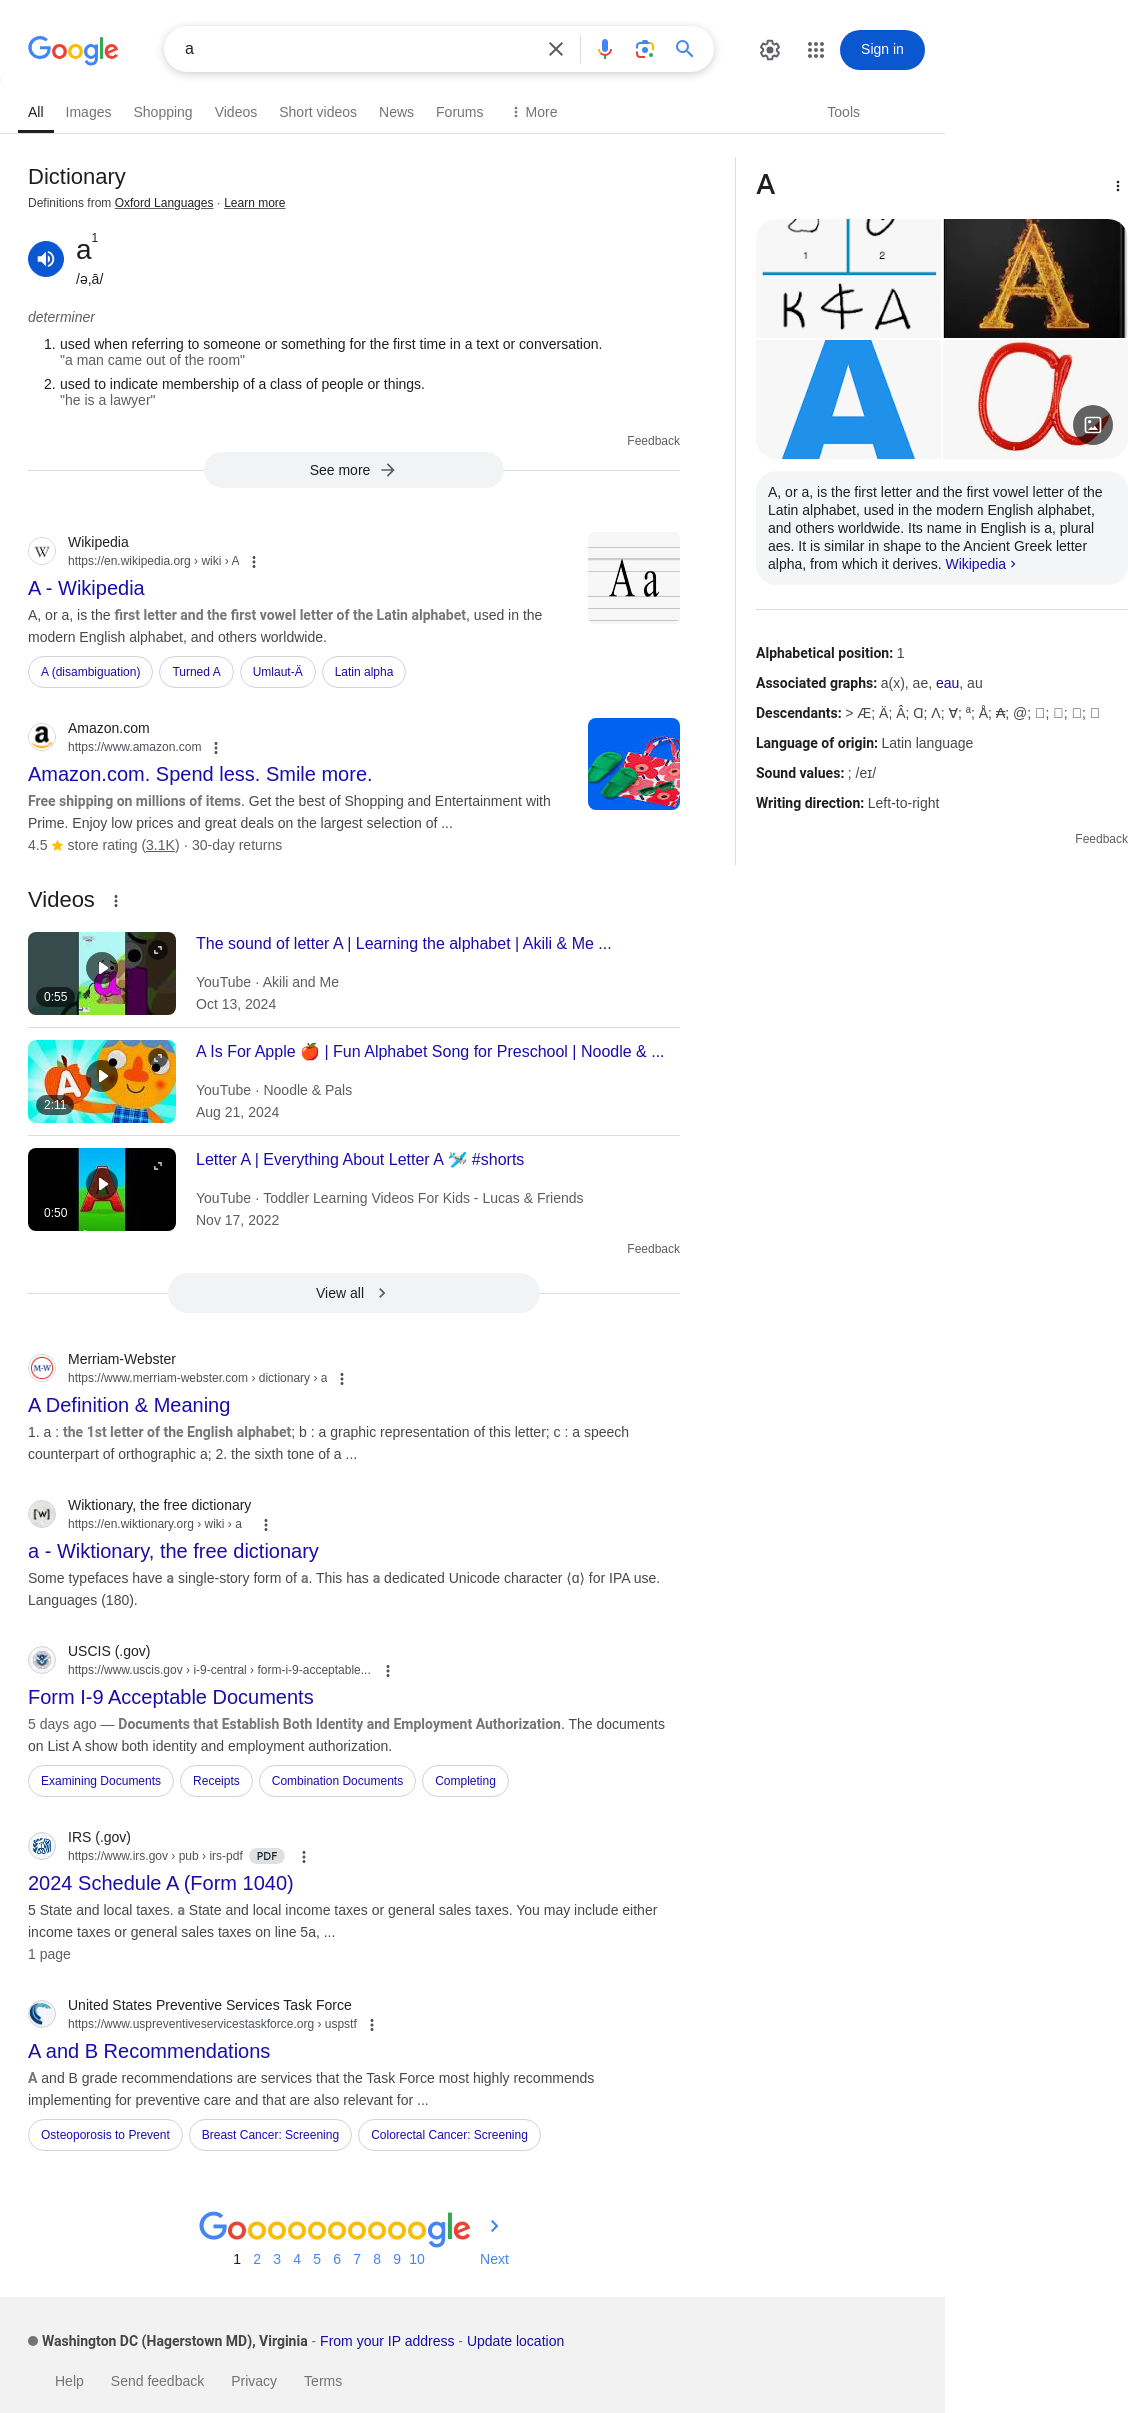 Google
a
Sign in
All Images Shopping Videos Short videos News Forums More Tools
Dictionary
Definitions from Oxford Languages · Learn more
a1
/ə,ā/
determiner
1. used when referring to someone or something for the first time in a text or conversation.
"a man came out of the room"
2. used to indicate membership of a class of people or things.
"he is a lawyer"
Feedback
See more
Wikipedia
https://en.wikipedia.org › wiki › A
A - Wikipedia
A, or a, is the first letter and the first vowel letter of the Latin alphabet, used in the
modern English alphabet, and others worldwide.
A (disambiguation) Turned A Umlaut-Ä Latin alpha
A a
Amazon.com
https://www.amazon.com
Amazon.com. Spend less. Smile more.
Free shipping on millions of items. Get the best of Shopping and Entertainment with
Prime. Enjoy low prices and great deals on the largest selection of ...
4.5 store rating (3.1K) · 30-day returns
Videos
0:55
The sound of letter A | Learning the alphabet | Akili & Me ...
YouTube · Akili and Me
Oct 13, 2024
A
2:11
A Is For Apple 🍎 | Fun Alphabet Song for Preschool | Noodle & ...
YouTube · Noodle & Pals
Aug 21, 2024
A
0:50
Letter A | Everything About Letter A 🛩️ #shorts
YouTube · Toddler Learning Videos For Kids - Lucas & Friends
Nov 17, 2022
Feedback
View all
M-W
Merriam-Webster
https://www.merriam-webster.com › dictionary › a
A Definition & Meaning
1. a : the 1st letter of the English alphabet; b : a graphic representation of this letter; c : a speech
counterpart of orthographic a; 2. the sixth tone of a ...
[w]
Wiktionary, the free dictionary
https://en.wiktionary.org › wiki › a
a - Wiktionary, the free dictionary
Some typefaces have a single-story form of a. This has a dedicated Unicode character ⟨ɑ⟩ for IPA use.
Languages (180).
USCIS (.gov)
https://www.uscis.gov › i-9-central › form-i-9-acceptable...
Form I-9 Acceptable Documents
5 days ago — Documents that Establish Both Identity and Employment Authorization. The documents
on List A show both identity and employment authorization.
Examining Documents Receipts Combination Documents Completing
IRS (.gov)
https://www.irs.gov › pub › irs-pdf PDF
2024 Schedule A (Form 1040)
5 State and local taxes. a State and local income taxes or general sales taxes. You may include either
income taxes or general sales taxes on line 5a, ...
1 page
United States Preventive Services Task Force
https://www.uspreventiveservicestaskforce.org › uspstf
A and B Recommendations
A and B grade recommendations are services that the Task Force most highly recommends
implementing for preventive care and that are also relevant for ...
Osteoporosis to Prevent Breast Cancer: Screening Colorectal Cancer: Screening
A
1 2
A
A
a
A, or a, is the first letter and the first vowel letter of the
Latin alphabet, used in the modern English alphabet,
and others worldwide. Its name in English is a, plural
aes. It is similar in shape to the Ancient Greek letter
alpha, from which it derives. Wikipedia ›
Alphabetical position: 1
Associated graphs: a(x), ae, eau, au
Descendants: > Æ; Ä; Â; Ɑ; Λ; Ɐ; ª; Å; ₳; @;
Language of origin: Latin language
Sound values: ; /eɪ/
Writing direction: Left-to-right
Feedback
Goooooooooogle
1 2 3 4 5 6 7 8 9 10 Next
Washington DC (Hagerstown MD), Virginia - From your IP address - Update location
Help Send feedback Privacy Terms